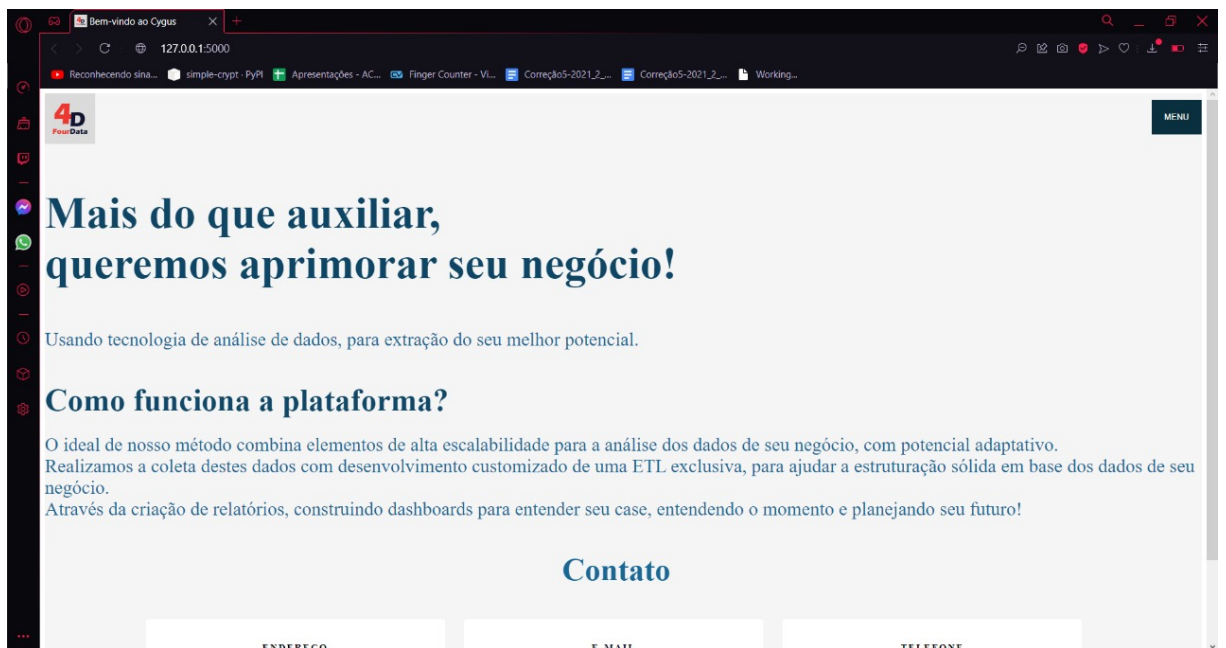 Bem-vindo ao Cygus
127.0.0.1:5000
Reconhecendo sina...
simple-crypt · PyPI
Apresentações - AC...
Finger Counter - Vi...
Correção5-2021_2_...
Correção5-2021_2_...
Working...
4D
FourData
MENU
Mais do que auxiliar,
queremos aprimorar seu negócio!
Usando tecnologia de análise de dados, para extração do seu melhor potencial.
Como funciona a plataforma?
O ideal de nosso método combina elementos de alta escalabilidade para a análise dos dados de seu negócio, com potencial adaptativo.
Realizamos a coleta destes dados com desenvolvimento customizado de uma ETL exclusiva, para ajudar a estruturação sólida em base dos dados de seu
negócio.
Através da criação de relatórios, construindo dashboards para entender seu case, entendendo o momento e planejando seu futuro!
Contato
ENDEREÇO
E-MAIL
TELEFONE